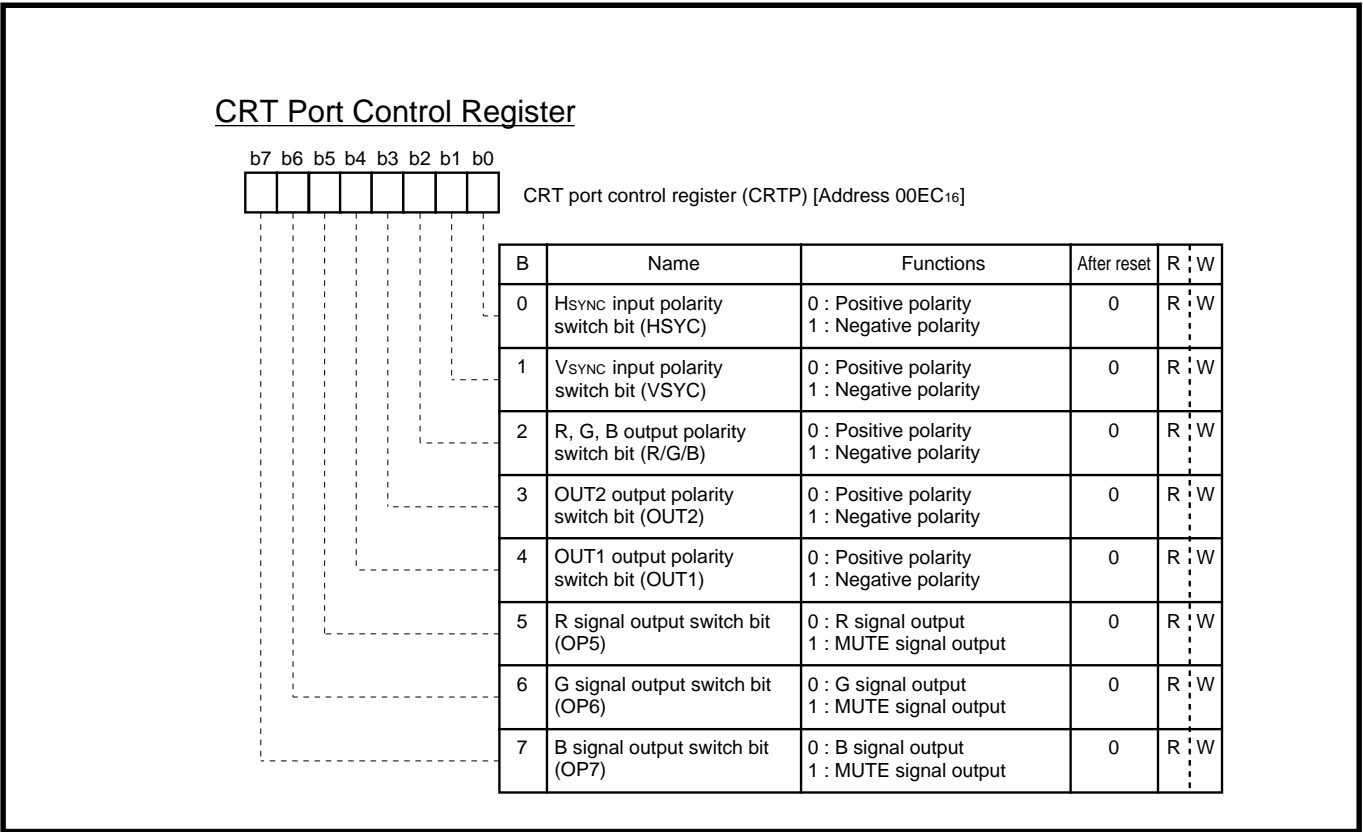 CRT Port Control Register
b7 b6 b5 b4 b3 b2 b1 b0
CRT port control register (CRTP) [Address 00EC16]
B Name Functions After reset R W
0 HSYNC input polarity switch bit (HSYC) 0 : Positive polarity 1 : Negative polarity 0 R W
1 VSYNC input polarity switch bit (VSYC) 0 : Positive polarity 1 : Negative polarity 0 R W
2 R, G, B output polarity switch bit (R/G/B) 0 : Positive polarity 1 : Negative polarity 0 R W
3 OUT2 output polarity switch bit (OUT2) 0 : Positive polarity 1 : Negative polarity 0 R W
4 OUT1 output polarity switch bit (OUT1) 0 : Positive polarity 1 : Negative polarity 0 R W
5 R signal output switch bit (OP5) 0 : R signal output 1 : MUTE signal output 0 R W
6 G signal output switch bit (OP6) 0 : G signal output 1 : MUTE signal output 0 R W
7 B signal output switch bit (OP7) 0 : B signal output 1 : MUTE signal output 0 R W